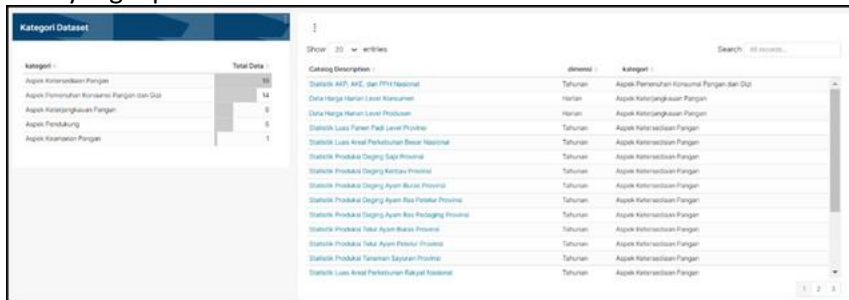 Kategori Dataset
kategori
Total Data
Aspek Ketersediaan Pangan
Aspek Pemenuhan Konsumsi Pangan dan Gizi
14
Aspek Keterjangkauan Pangan
Aspek Pendukung
Aspek Keamanan Pangan
1
Show 20 entries
Search All records...
Catalog Description
dimensi
kategori
Statistik AKP, AKE, dan PPH Nasional Tahunan Aspek Pemenuhan Konsumsi Pangan dan Gizi
Data Harga Harian Level Konsumen Harian Aspek Keterjangkauan Pangan
Data Harga Harian Level Produsen Harian Aspek Keterjangkauan Pangan
Statistik Luas Panen Padi Level Provinsi Tahunan Aspek Ketersediaan Pangan
Statistik Luas Areal Perkebunan Besar Nasional Tahunan Aspek Ketersediaan Pangan
Statistik Produksi Daging Sapi Provinsi Tahunan Aspek Ketersediaan Pangan
Statistik Produksi Daging Kerbau Provinsi Tahunan Aspek Ketersediaan Pangan
Statistik Produksi Daging Ayam Buras Provinsi Tahunan Aspek Ketersediaan Pangan
Statistik Produksi Daging Ayam Ras Petelur Provinsi Tahunan Aspek Ketersediaan Pangan
Statistik Produksi Daging Ayam Ras Pedaging Provinsi Tahunan Aspek Ketersediaan Pangan
Statistik Produksi Telur Ayam Buras Provinsi Tahunan Aspek Ketersediaan Pangan
Statistik Produksi Telur Ayam Petelur Provinsi Tahunan Aspek Ketersediaan Pangan
Statistik Produksi Tanaman Sayuran Provinsi Tahunan Aspek Ketersediaan Pangan
Statistik Luas Areal Perkebunan Rakyat Nasional Tahunan Aspek Ketersediaan Pangan
1 2 3